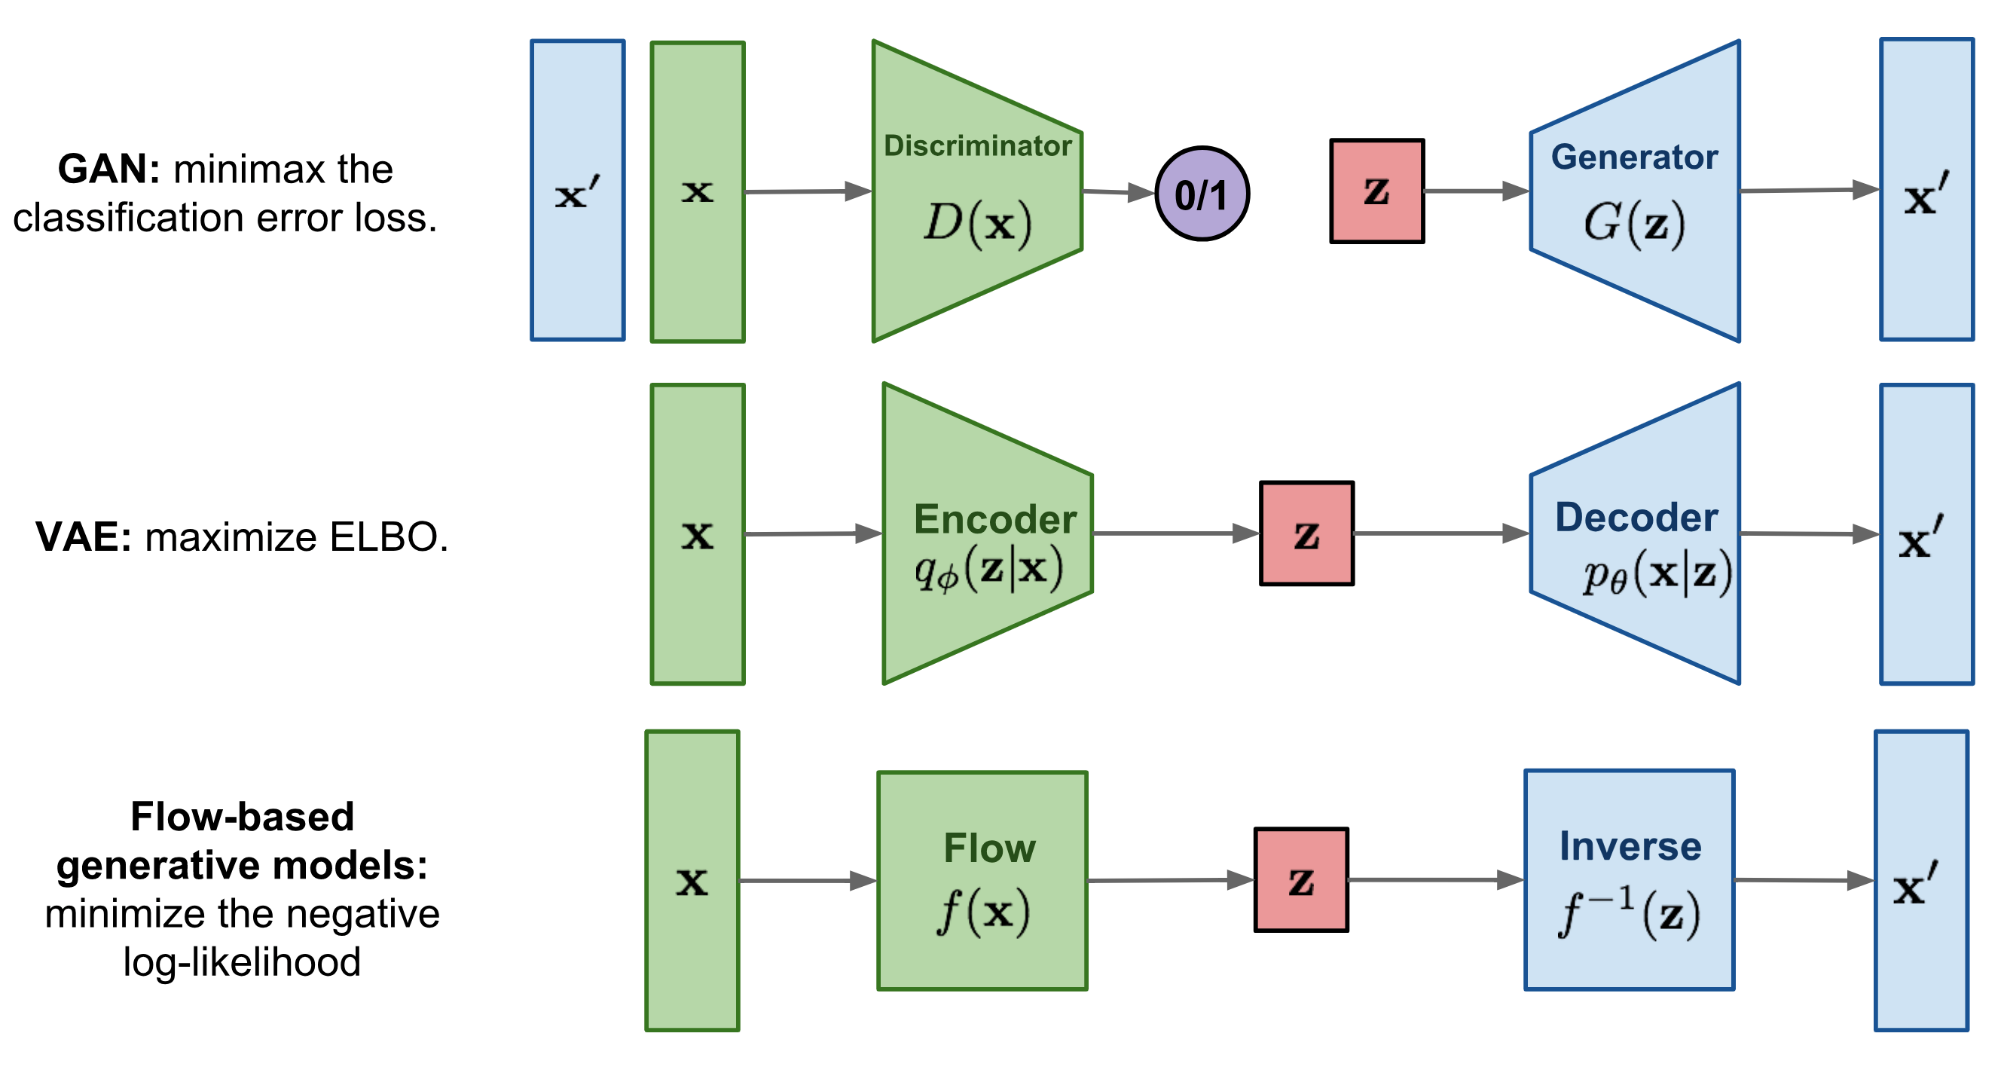 GAN: minimax the
classification error loss.
x′
x
Discriminator
D(x)
0/1
z
Generator
G(z)
x′
VAE: maximize ELBO.
x
Encoder
qϕ(z|x)
z
Decoder
pθ(x|z)
x′
Flow-based
generative models:
minimize the negative
log-likelihood
x
Flow
f(x)
z
Inverse
f⁻¹(z)
x′